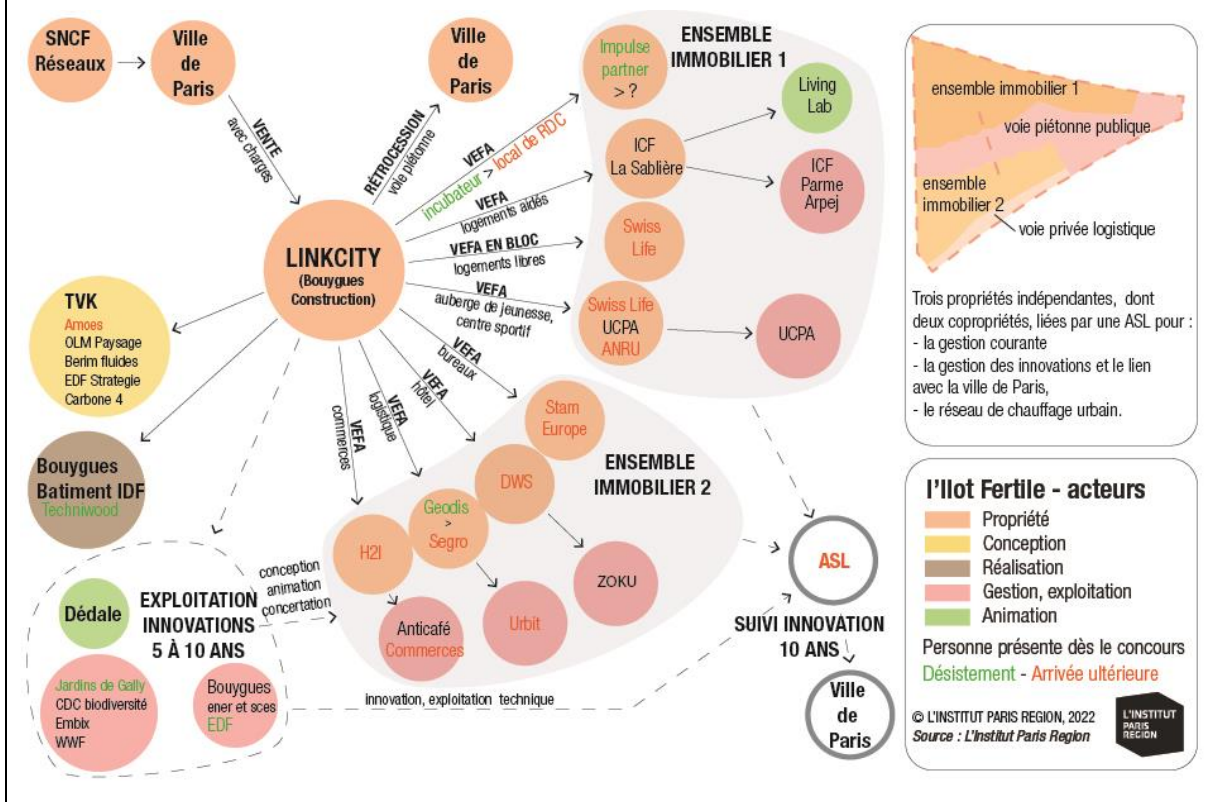 SNCF
Réseaux
Ville
de
Paris
VENTE
avec charges
Ville
de
Paris
RÉTROCESSION
voie piétonne
LINKCITY
(Bouygues
Construction)
VEFA
incubateur > local de RDC
VEFA
logements aidés
VEFA EN BLOC
logements libres
VEFA
auberge de jeunesse,
centre sportif
VEFA
bureaux
VEFA
hôtel
VEFA
logistique
VEFA
commerces
ENSEMBLE
IMMOBILIER 1
Impulse
partner
> ?
Living
Lab
ICF
La Sablière
ICF
Parme
Arpej
Swiss
Life
Swiss Life
UCPA
ANRU
UCPA
TVK
Amoes
OLM Paysage
Berim fluides
EDF Strategie
Carbone 4
Bouygues
Batiment IDF
Techniwood
Stam
Europe
DWS
ENSEMBLE
IMMOBILIER 2
Geodis
>
Segro
H2I
ZOKU
Urbit
Anticafé
Commerces
Dédale
EXPLOITATION
INNOVATIONS
5 À 10 ANS
conception
animation
concertation
Jardins de Gally
CDC biodiversité
Embix
WWF
Bouygues
ener et sces
EDF
innovation, exploitation technique
ASL
SUIVI INNOVATION
10 ANS
Ville
de
Paris
ensemble immobilier 1
voie piétonne publique
ensemble
immobilier 2
voie privée logistique
Trois propriétés indépendantes, dont
deux copropriétés, liées par une ASL pour :
- la gestion courante
- la gestion des innovations et le lien
avec la ville de Paris,
- le réseau de chauffage urbain.
l'Ilot Fertile - acteurs
Propriété
Conception
Réalisation
Gestion, exploitation
Animation
Personne présente dès le concours
Désistement - Arrivée ultérieure
© L'INSTITUT PARIS REGION, 2022
Source : L'Institut Paris Region
L'INSTITUT
PARIS
REGION